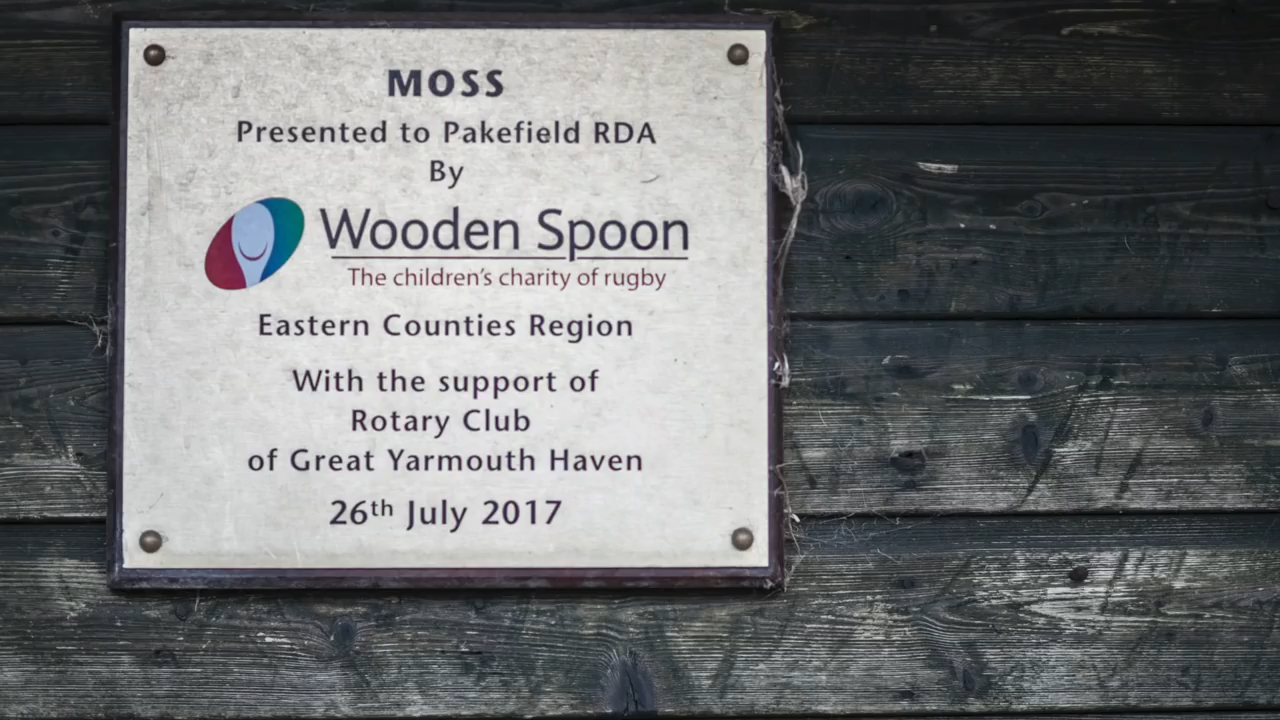 MOSS
Presented to Pakefield RDA
By
Wooden Spoon
The children's charity of rugby
Eastern Counties Region
With the support of
Rotary Club
of Great Yarmouth Haven
26th July 2017